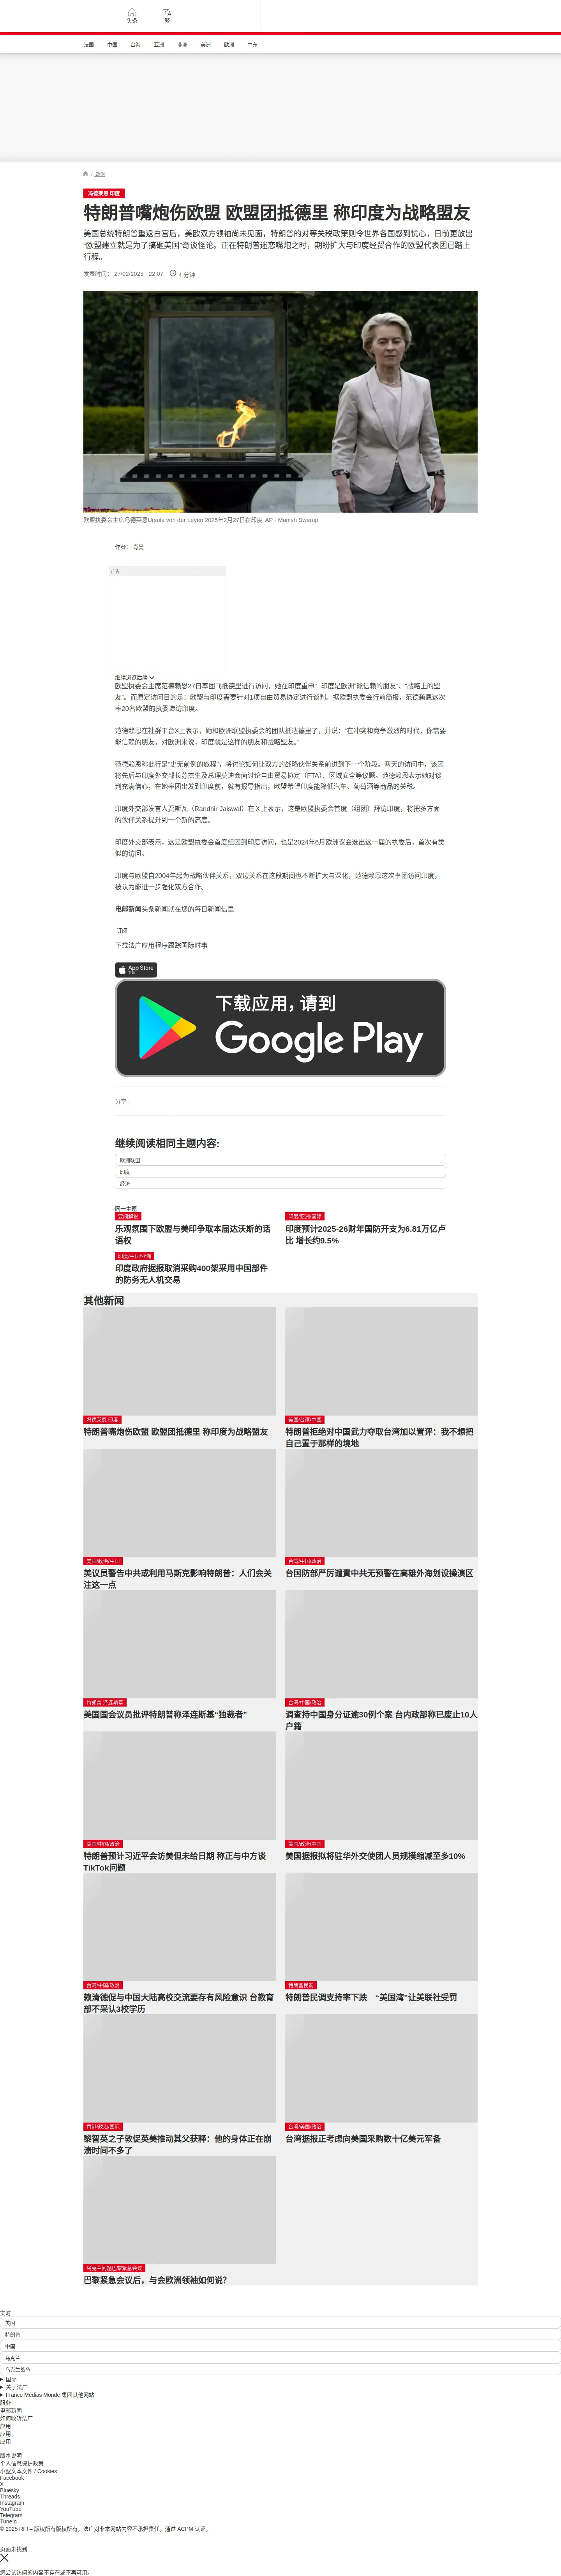 头条
繁
法国
中国
台海
亚洲
非洲
美洲
欧洲
中东
/ 政治
冯德莱恩 印度
特朗普嘴炮伤欧盟 欧盟团抵德里 称印度为战略盟友
美国总统特朗普重返白宫后，美欧双方领袖尚未见面，特朗普的对等关税政策则令世界各国感到忧心，日前更放出
“欧盟建立就是为了搞砸美国”奇谈怪论。正在特朗普迷恋嘴炮之时，期盼扩大与印度经贸合作的欧盟代表团已踏上
行程。
发表时间： 27/02/2025 - 22:07
4 分钟
欧盟执委会主席冯德莱恩Ursula von der Leyen 2025年2月27日在印度 AP - Manish Swarup
作者： 肖曼
广告
继续浏览后续
欧盟执委会主席范德赖恩27日率团飞抵德里进行访问，她在印度重申：印度是欧洲“能信赖的朋友”、“战略上的盟
友”。而原定访问目的是：欧盟与印度需要针对1项自由贸易协定进行谈判。据欧盟执委会行前简报，范德赖恩这次
率20名欧盟的执委造访印度。
范德赖恩在社群平台X上表示，她和欧洲联盟执委会的团队抵达德里了，并说：“在冲突和竞争激烈的时代，你需要
能信赖的朋友，对欧洲来说，印度就是这样的朋友和战略盟友。”
范德赖恩称此行是“史无前例的旅程”，将讨论如何让双方的战略伙伴关系前进到下一个阶段。两天的访问中，该团
将先后与印度外交部长苏杰生及总理莫迪会面讨论自由贸易协定（FTA）、区域安全等议题。范德赖恩表示她对谈
判充满信心，在她率团出发到印度前，就有报导指出，欧盟希望印度能降低汽车、葡萄酒等商品的关税。
印度外交部发言人贾斯瓦（Randhir Jaiswal）在Ｘ上表示，这是欧盟执委会首度（组团）拜访印度，将把多方面
的伙伴关系提升到一个新的高度。
印度外交部表示，这是欧盟执委会首度组团到印度访问，也是2024年6月欧洲议会选出这一届的执委后，首次有类
似的访问。
印度与欧盟自2004年起为战略伙伴关系，双边关系在这段期间也不断扩大与深化，范德赖恩这次率团访问印度，
被认为能进一步强化双方合作。
电邮新闻头条新闻就在您的每日新闻信里
订阅
下载法广应用程序跟踪国际时事
App Store
下载
下载应用，请到
Google Play
分享 :
继续阅读相同主题内容:
欧洲联盟
印度
经济
同一主题
要闻解说
乐观氛围下欧盟与美印争取本届达沃斯的话
语权
印度/亚洲/国际
印度预计2025-26财年国防开支为6.81万亿卢
比 增长约9.5%
印度/中国/亚洲
印度政府据报取消采购400架采用中国部件
的防务无人机交易
其他新闻
冯德莱恩 印度
特朗普嘴炮伤欧盟 欧盟团抵德里 称印度为战略盟友
美国/台湾/中国
特朗普拒绝对中国武力夺取台湾加以置评：我不想把
自己置于那样的境地
美国/政治/中国
美议员警告中共或利用马斯克影响特朗普：人们会关
注这一点
台湾/中国/政治
台国防部严厉谴責中共无预警在高雄外海划设操演区
特朗普 泽连斯基
美国国会议员批评特朗普称泽连斯基“独裁者”
台湾/中国/政治
调查持中国身分证逾30例个案 台内政部称已废止10人
户籍
美国/中国/政治
特朗普预计习近平会访美但未给日期 称正与中方谈
TikTok问题
美国/政治/中国
美国据报拟将驻华外交使团人员规模缩减至多10%
台湾/中国/政治
赖清德促与中国大陆高校交流要存有风险意识 台教育
部不采认3校学历
特朗普民调
特朗普民调支持率下跌　“美国湾”让美联社受罚
香港/政治/国际
黎智英之子敦促英美推动其父获释：他的身体正在崩
溃时间不多了
台湾/美国/政治
台湾据报正考虑向美国采购数十亿美元军备
乌克兰问题巴黎紧急会议
巴黎紧急会议后，与会欧洲领袖如何说？
实时
美国
特朗普
中国
乌克兰
乌克兰战争
国际
关于法广
France Médias Monde 集团其他网站
服务
电邮新闻
如何收听法广
应用
应用
应用
版本说明
个人信息保护政策
小型文本文件 / Cookies
Facebook
X
Bluesky
Threads
Instagram
YouTube
Telegram
TuneIn
© 2025 RFI – 版权所有版权所有。法广对非本网站内容不承担责任。通过 ACPM 认证。
页面未找到
您尝试访问的内容不存在或不再可用。